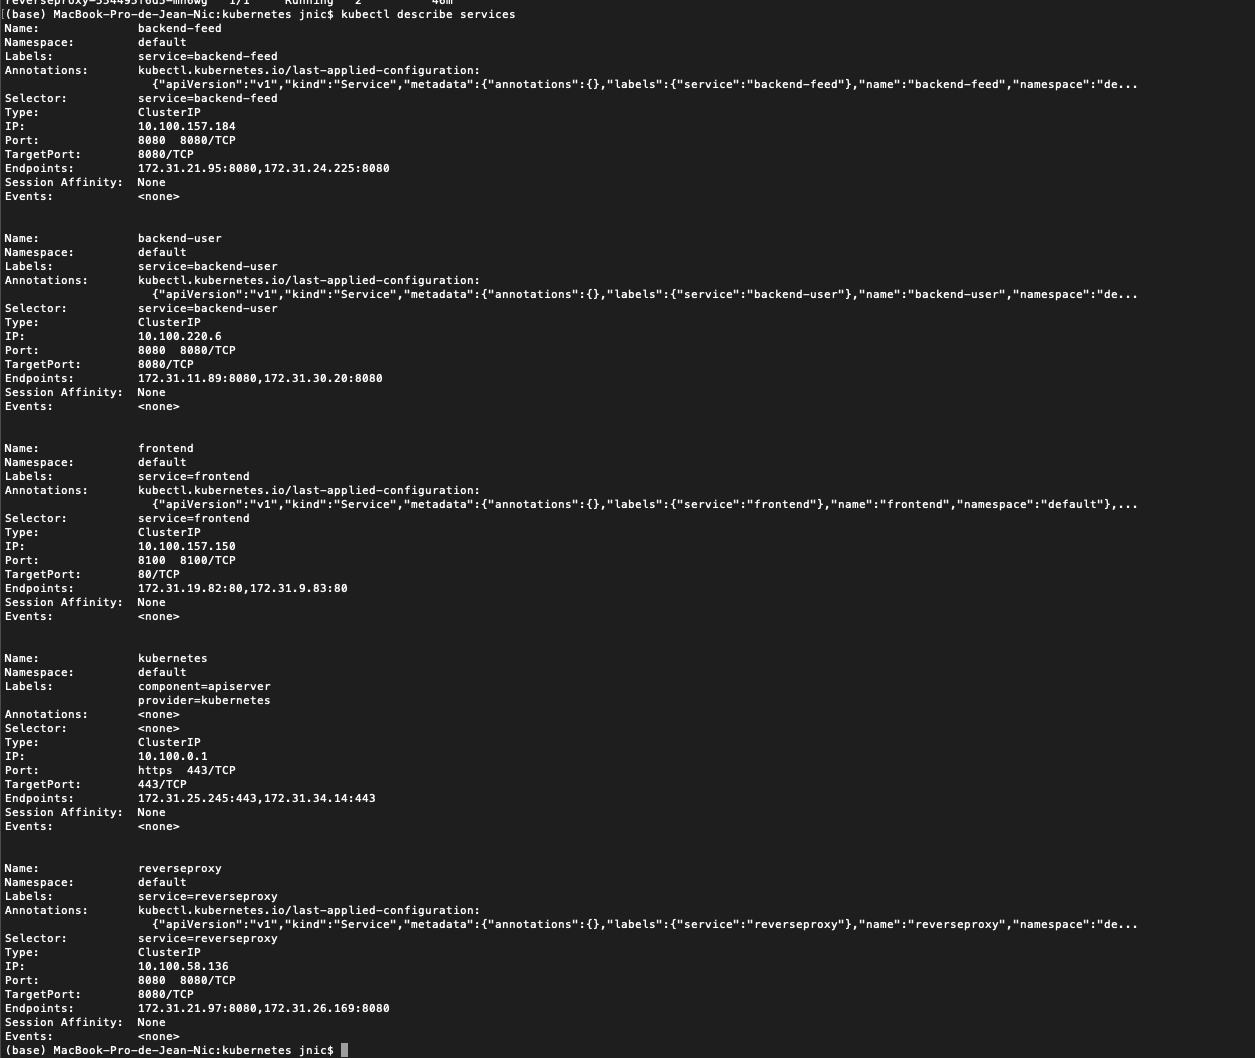 reverseproxy- 1/1 Running 2 46m
(base) MacBook-Pro-de-Jean-Nic:kubernetes jnic$ kubectl describe services
Name: backend-feed
Namespace: default
Labels: service=backend-feed
Annotations: kubectl.kubernetes.io/last-applied-configuration:
{"apiVersion":"v1","kind":"Service","metadata":{"annotations":{},"labels":{"service":"backend-feed"},"name":"backend-feed","namespace":"de...
Selector: service=backend-feed
Type: ClusterIP
IP: 10.100.157.184
Port: 8080 8080/TCP
TargetPort: 8080/TCP
Endpoints: 172.31.21.95:8080,172.31.24.225:8080
Session Affinity: None
Events: <none>
Name: backend-user
Namespace: default
Labels: service=backend-user
Annotations: kubectl.kubernetes.io/last-applied-configuration:
{"apiVersion":"v1","kind":"Service","metadata":{"annotations":{},"labels":{"service":"backend-user"},"name":"backend-user","namespace":"de...
Selector: service=backend-user
Type: ClusterIP
IP: 10.100.220.6
Port: 8080 8080/TCP
TargetPort: 8080/TCP
Endpoints: 172.31.11.89:8080,172.31.30.20:8080
Session Affinity: None
Events: <none>
Name: frontend
Namespace: default
Labels: service=frontend
Annotations: kubectl.kubernetes.io/last-applied-configuration:
{"apiVersion":"v1","kind":"Service","metadata":{"annotations":{},"labels":{"service":"frontend"},"name":"frontend","namespace":"default"},...
Selector: service=frontend
Type: ClusterIP
IP: 10.100.157.150
Port: 8100 8100/TCP
TargetPort: 80/TCP
Endpoints: 172.31.19.82:80,172.31.9.83:80
Session Affinity: None
Events: <none>
Name: kubernetes
Namespace: default
Labels: component=apiserver
provider=kubernetes
Annotations: <none>
Selector: <none>
Type: ClusterIP
IP: 10.100.0.1
Port: https 443/TCP
TargetPort: 443/TCP
Endpoints: 172.31.25.245:443,172.31.34.14:443
Session Affinity: None
Events: <none>
Name: reverseproxy
Namespace: default
Labels: service=reverseproxy
Annotations: kubectl.kubernetes.io/last-applied-configuration:
{"apiVersion":"v1","kind":"Service","metadata":{"annotations":{},"labels":{"service":"reverseproxy"},"name":"reverseproxy","namespace":"de...
Selector: service=reverseproxy
Type: ClusterIP
IP: 10.100.58.136
Port: 8080 8080/TCP
TargetPort: 8080/TCP
Endpoints: 172.31.21.97:8080,172.31.26.169:8080
Session Affinity: None
Events: <none>
(base) MacBook-Pro-de-Jean-Nic:kubernetes jnic$